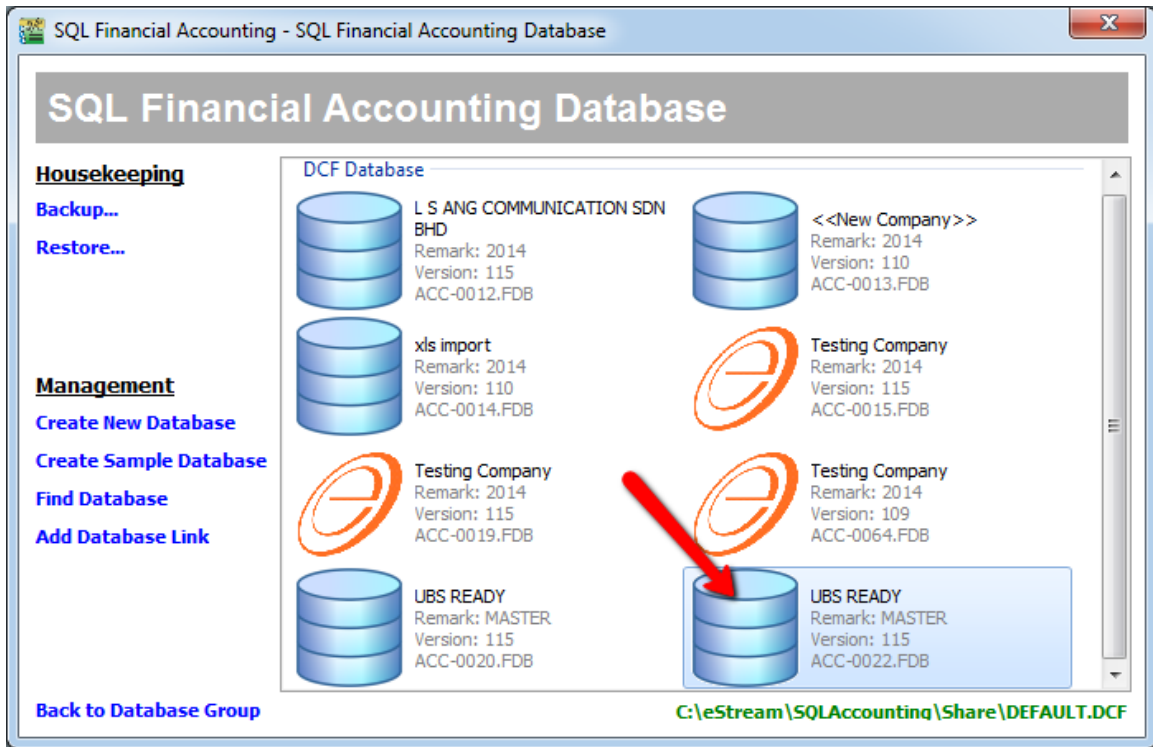 SQL Financial Accounting - SQL Financial Accounting Database
SQL Financial Accounting Database
Housekeeping
Backup...
Restore...
Management
Create New Database
Create Sample Database
Find Database
Add Database Link
Back to Database Group
DCF Database
L S ANG COMMUNICATION SDN
BHD
Remark: 2014
Version: 115
ACC-0012.FDB
<<New Company>>
Remark: 2014
Version: 110
ACC-0013.FDB
xls import
Remark: 2014
Version: 110
ACC-0014.FDB
Testing Company
Remark: 2014
Version: 115
ACC-0015.FDB
Testing Company
Remark: 2014
Version: 115
ACC-0019.FDB
Testing Company
Remark: 2014
Version: 109
ACC-0064.FDB
UBS READY
Remark: MASTER
Version: 115
ACC-0020.FDB
UBS READY
Remark: MASTER
Version: 115
ACC-0022.FDB
C:\eStream\SQLAccounting\Share\DEFAULT.DCF